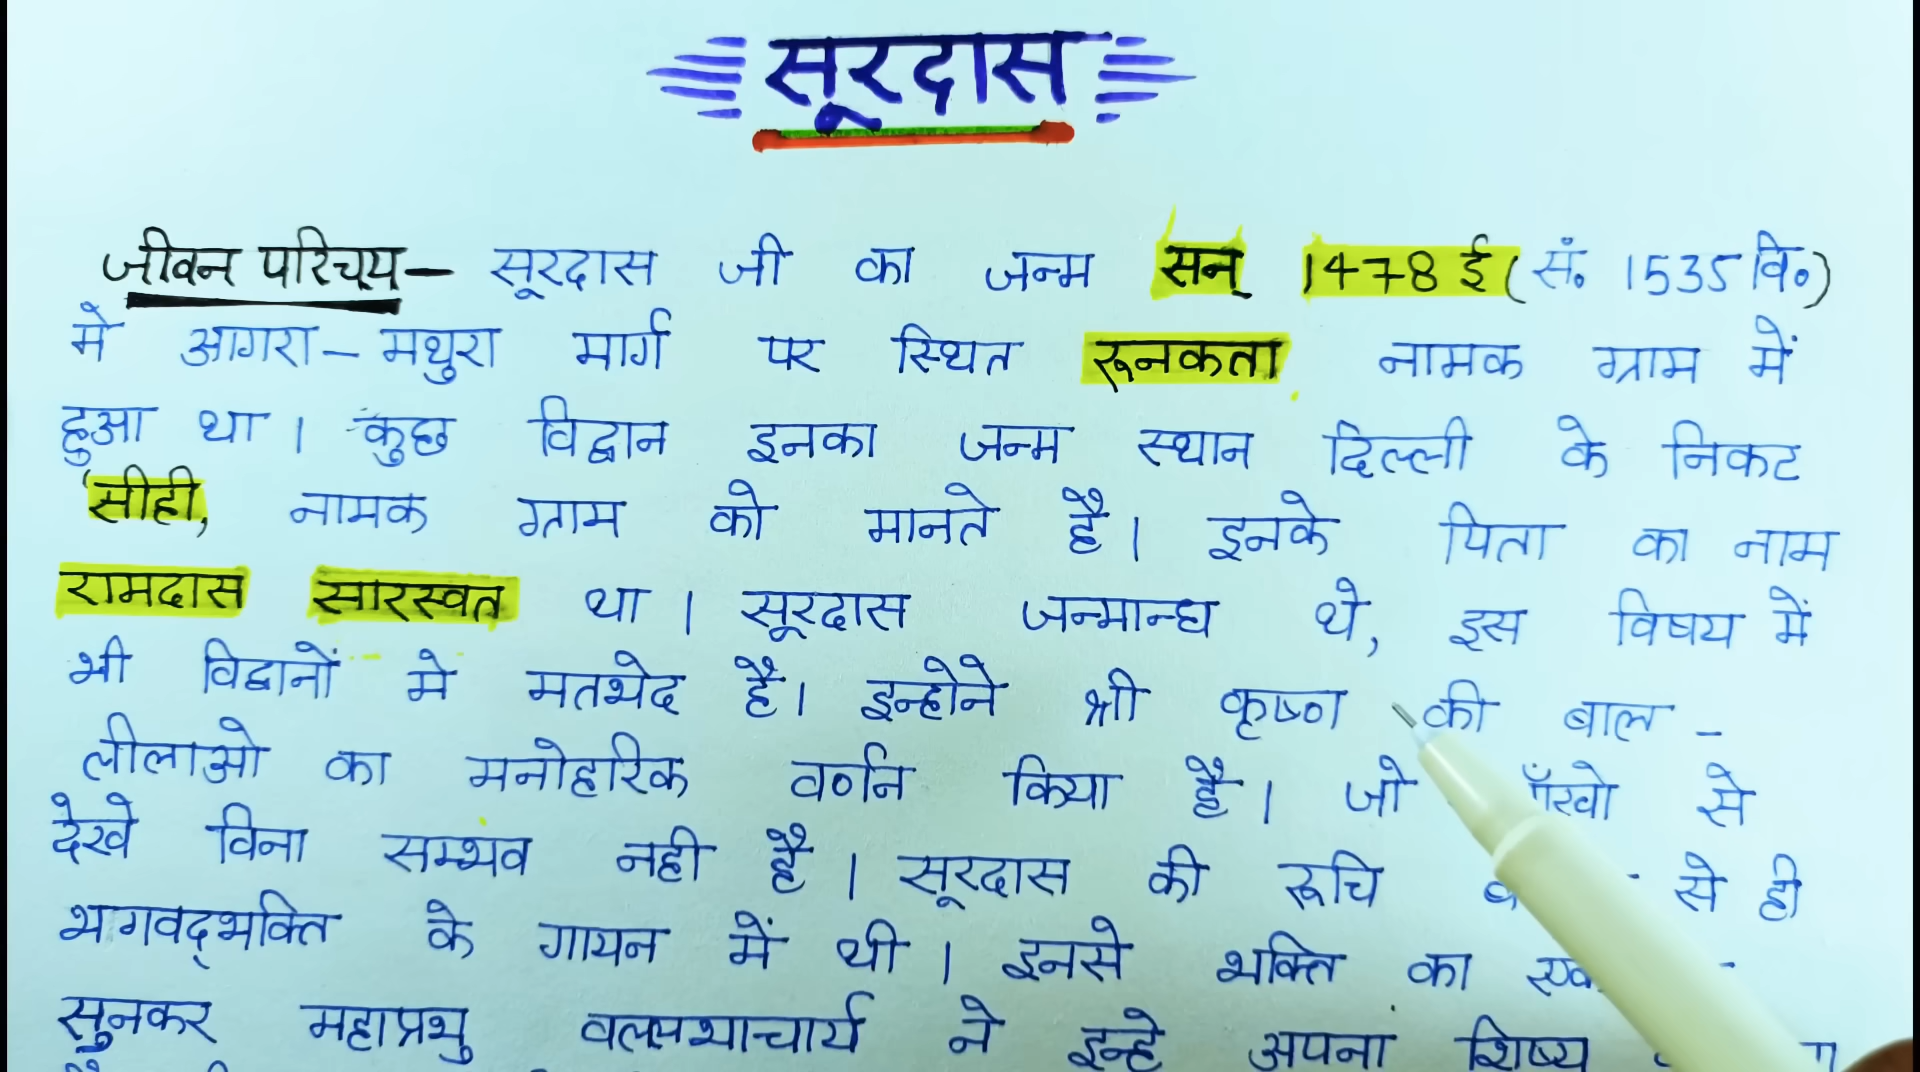 सूरदास
जीवन परिचय— सूरदास जी का जन्म सन् 1478 ई (सं. 1535 वि०)
मे आगरा – मथुरा मार्ग पर स्थित रूनकता नामक ग्राम में
हुआ था । कुछ विद्वान इनका जन्म स्थान दिल्ली के निकट
'सीही, नामक ग्राम को मानते है । इनके पिता का नाम
रामदास सारस्वत था । सूरदास जन्मान्ध थे, इस विषय में
भी विद्वानों मे मतभेद है। इन्होने श्री कृष्ण की बाल -
लीलाओ का मनोहरिक वर्णन किया है । जो से
देखे विना सम्भव नही है । सूरदास की रूचि से ही
भागवद्भक्ति के गायन में थी । इनसे भक्ति का
सुनकर महाप्रभु वल्लभाचार्य ने इन्हे अपना शिष्य